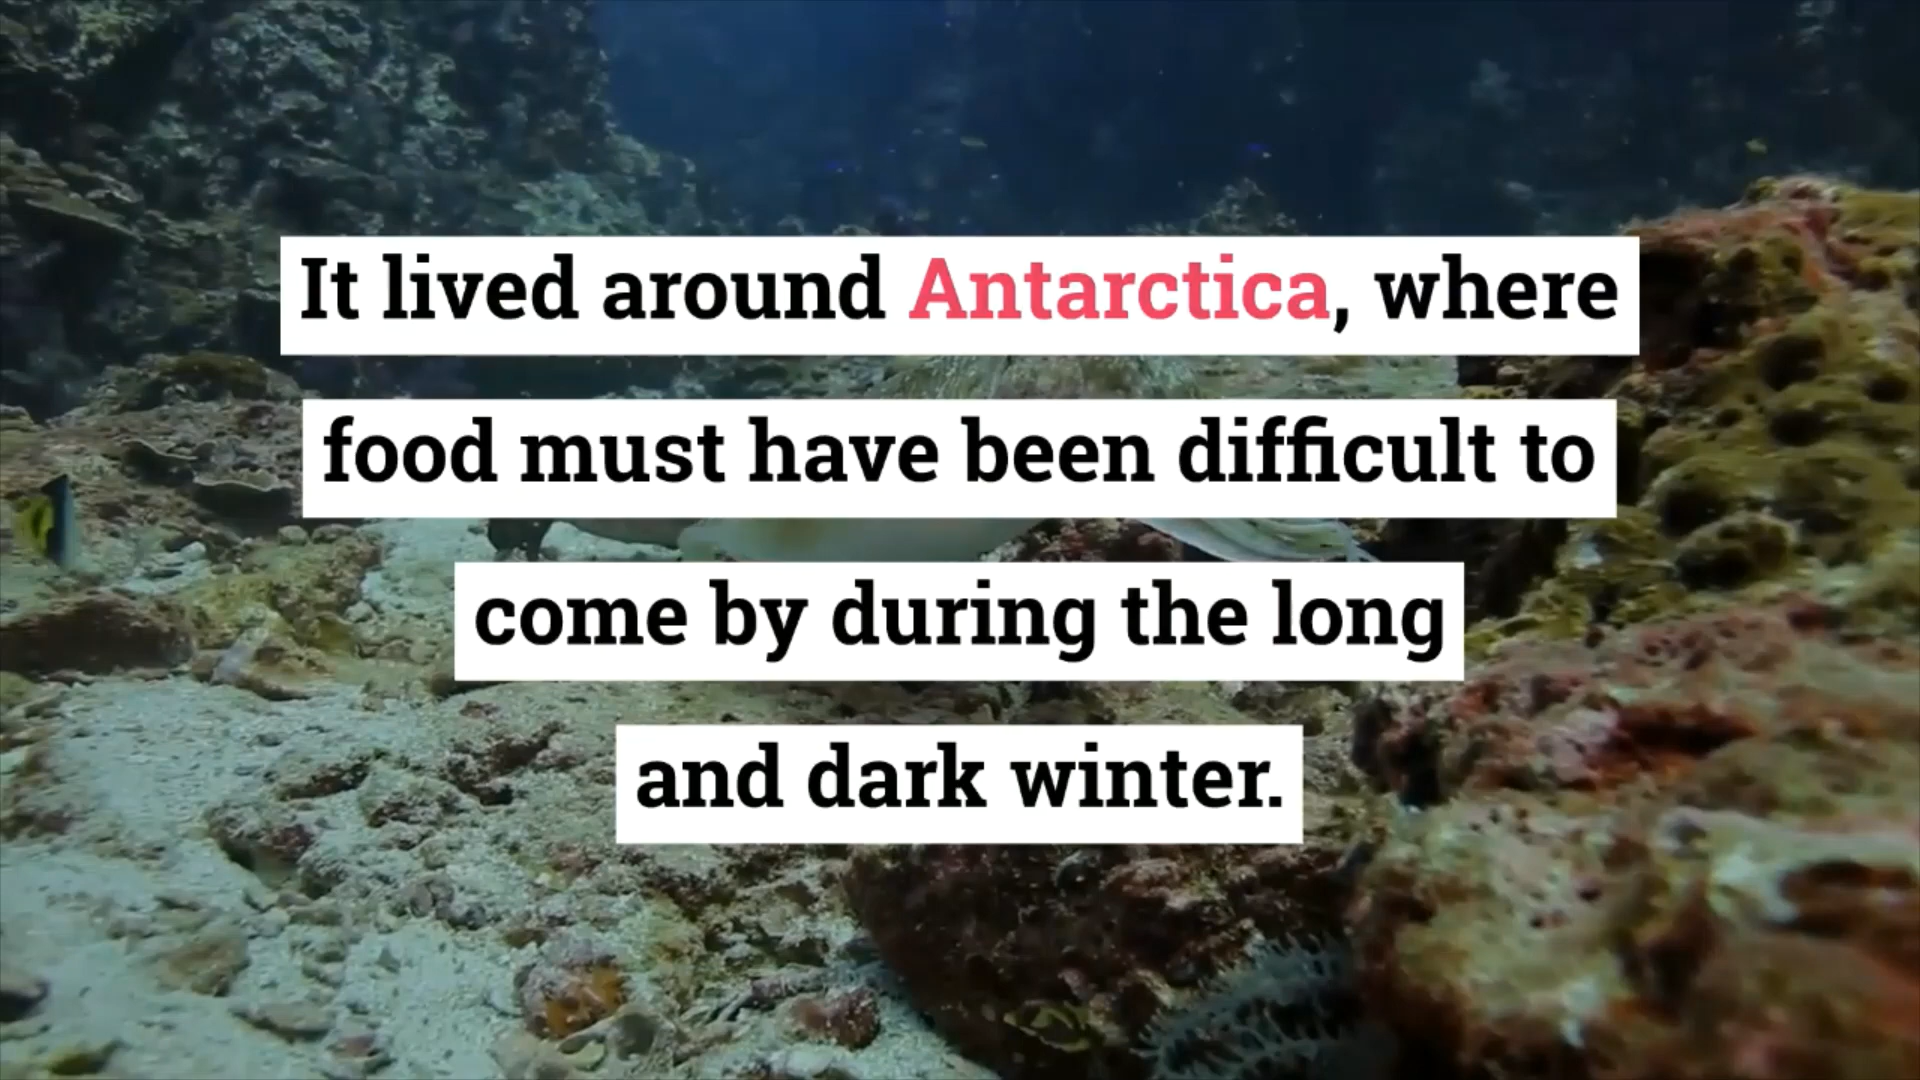 It lived around Antarctica, where
food must have been difficult to
come by during the long
and dark winter.